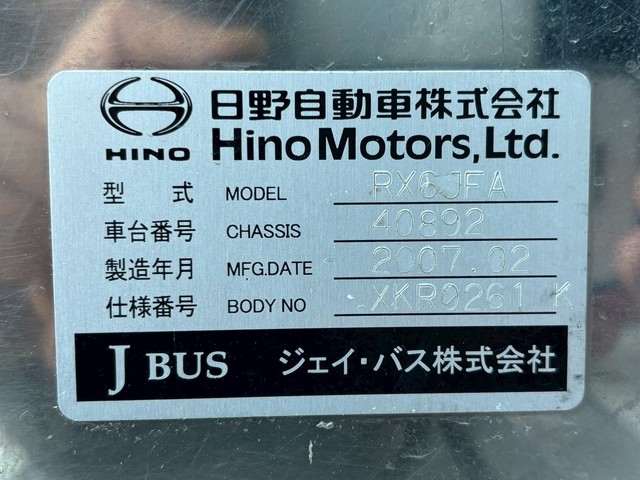 日野自動車株式会社
HINO Hino Motors, Ltd.
型 式 MODEL RX6JFA
車台番号 CHASSIS 40892
製造年月 MFG.DATE 2007.02
仕様番号 BODY NO XKR0261 K
J BUS ジェイ・バス株式会社